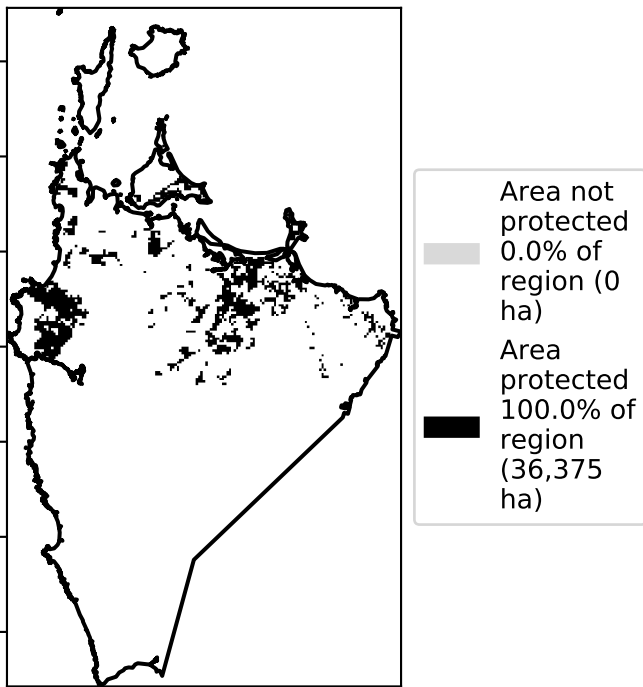 Area not
protected
0.0% of
region (0
ha)
Area
protected
100.0% of
region
(36,375
ha)